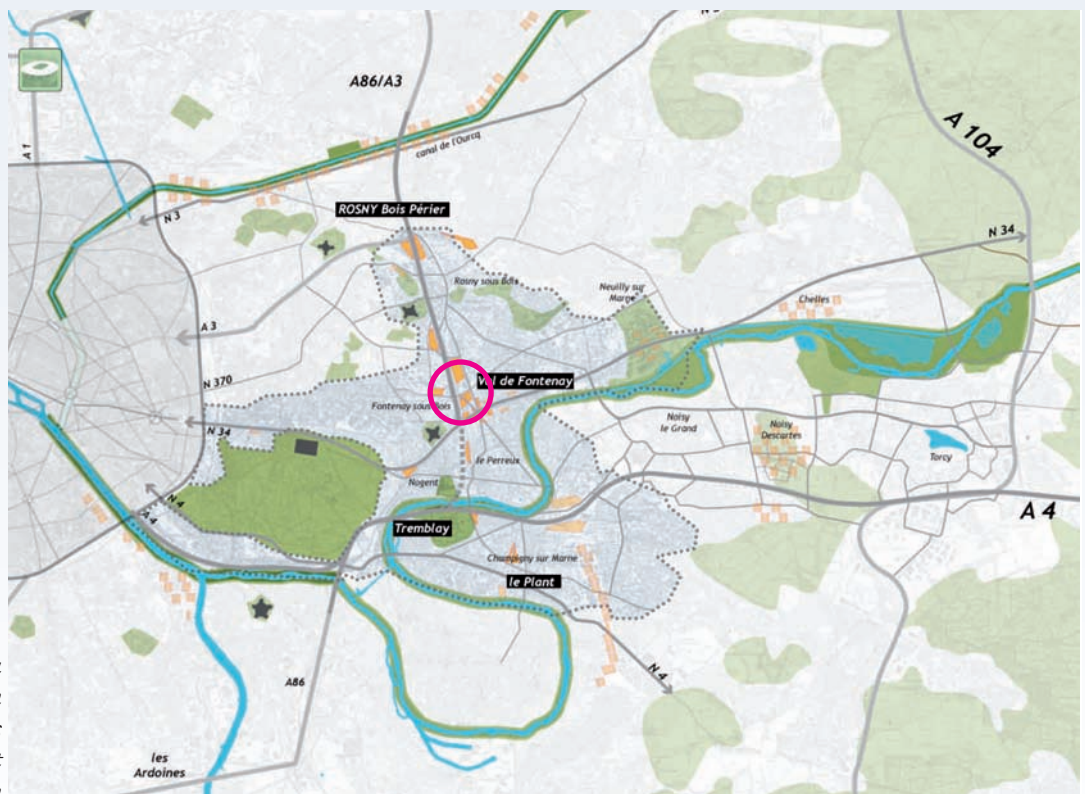 A86/A3
A 1
canal de l'Ourcq
A 104
ROSNY Bois Périer
N 3
N 34
Rosny sous Bois
Neuilly sur
Marne
Chelles
A 3
N 370
Val de Fontenay
Fontenay sous Bois
N 34
Noisy
le Grand
Noisy
Descartes
Torcy
le Perreux
Nogent
N 4
A 4
A 4
Tremblay
Champigny sur Marne
le Plant
N 4
A86
les
Ardoines